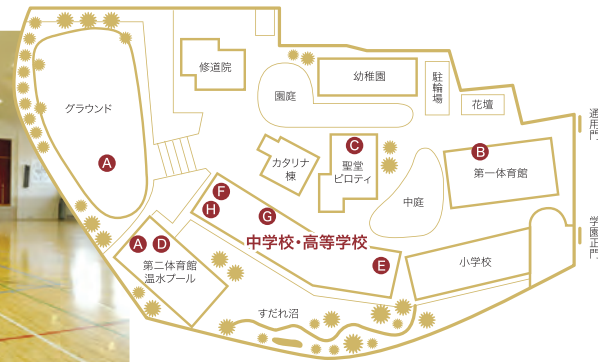 修道院
幼稚園
駐輪場
花壇
通用門
グラウンド
園庭
A
C
B
カタリナ
棟
聖堂
ピロティ
第一体育館
中庭
F
H
G
学園正門
中学校・高等学校
A D
E
第二体育館
温水プール
小学校
すだれ沼